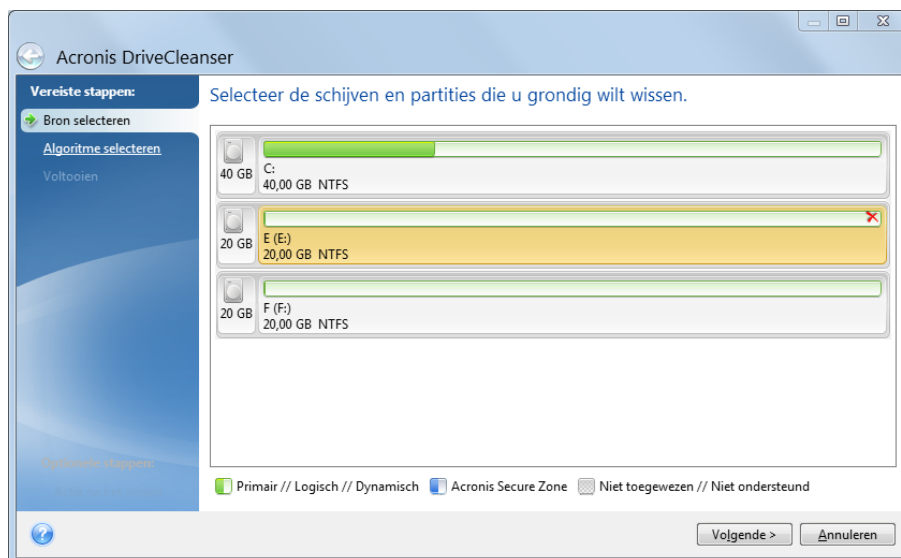 Acronis DriveCleanser
Vereiste stappen:
Bron selecteren
Algoritme selecteren
Voltooien
Selecteer de schijven en partities die u grondig wilt wissen.
40 GB
C:
40,00 GB NTFS
20 GB
E (E:)
20,00 GB NTFS
20 GB
F (F:)
20,00 GB NTFS
stappen:
Primair // Logisch // Dynamisch Acronis Secure Zone Niet toegewezen // Niet ondersteund
Volgende > Annuleren